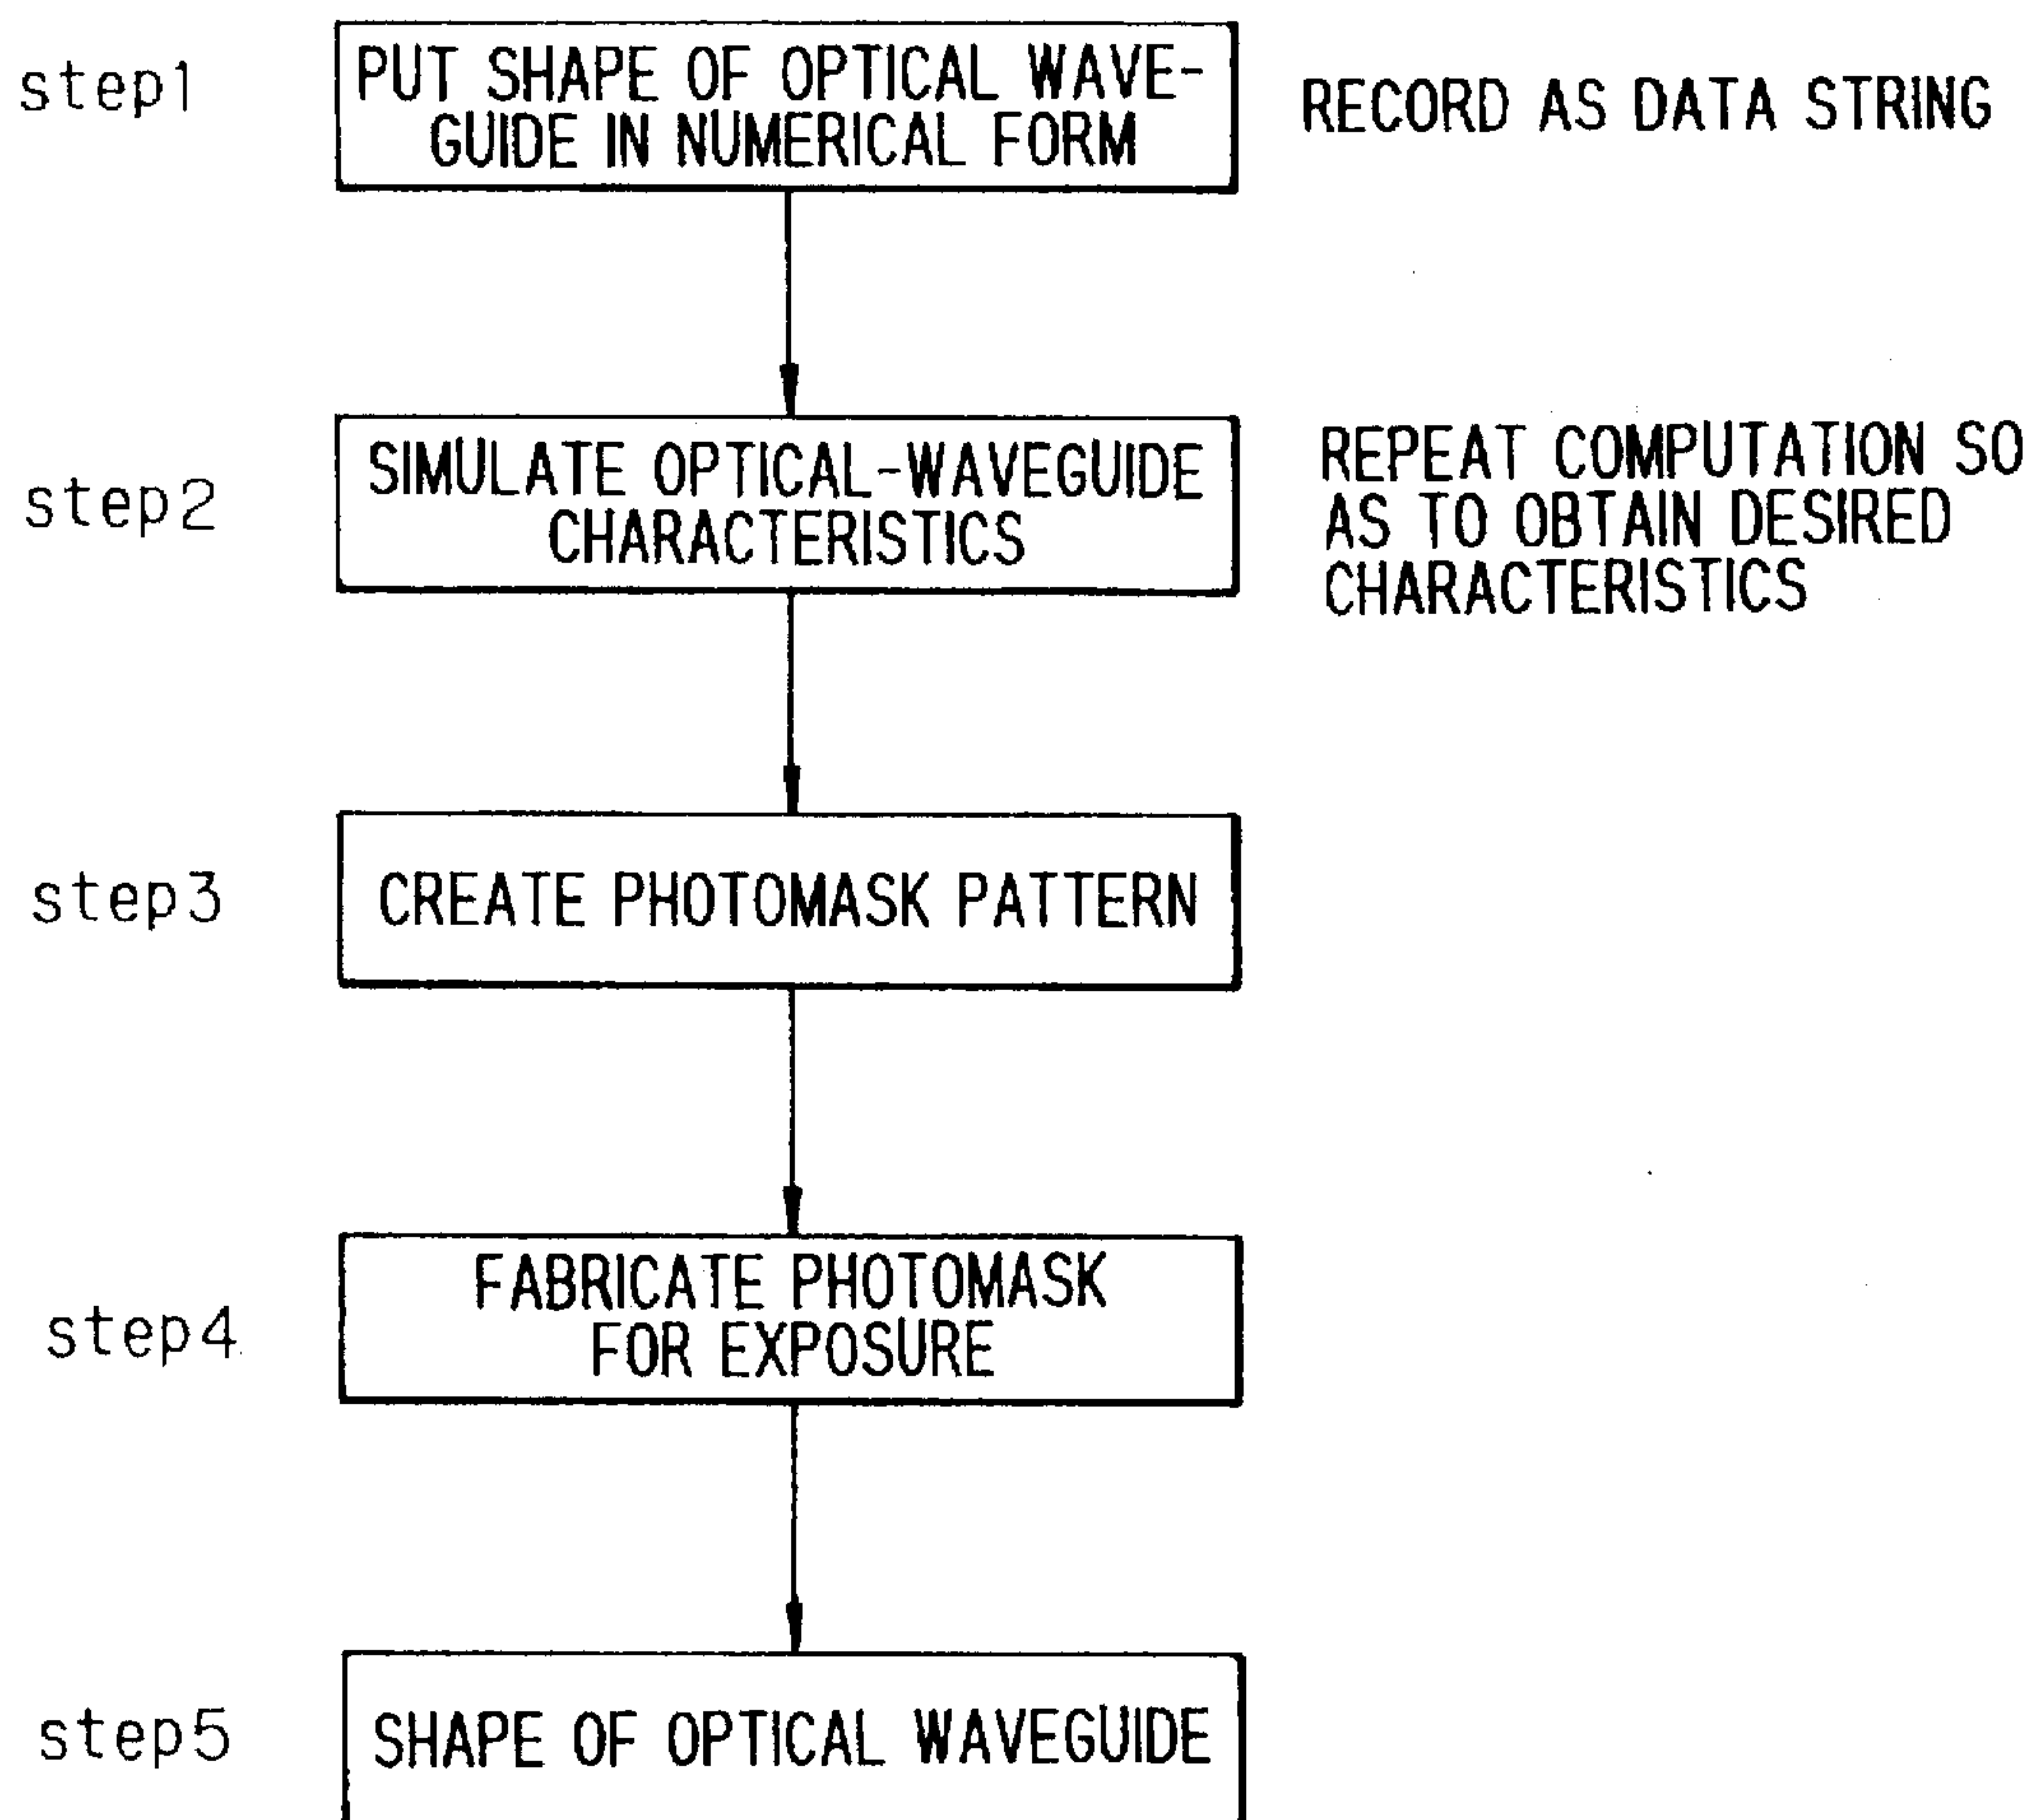 step1
PUT SHAPE OF OPTICAL WAVE-
GUIDE IN NUMERICAL FORM
RECORD AS DATA STRING
step2
SIMULATE OPTICAL-WAVEGUIDE
CHARACTERISTICS
REPEAT COMPUTATION SO
AS TO OBTAIN DESIRED
CHARACTERISTICS
step3
CREATE PHOTOMASK PATTERN
step4
FABRICATE PHOTOMASK
FOR EXPOSURE
step5
SHAPE OF OPTICAL WAVEGUIDE